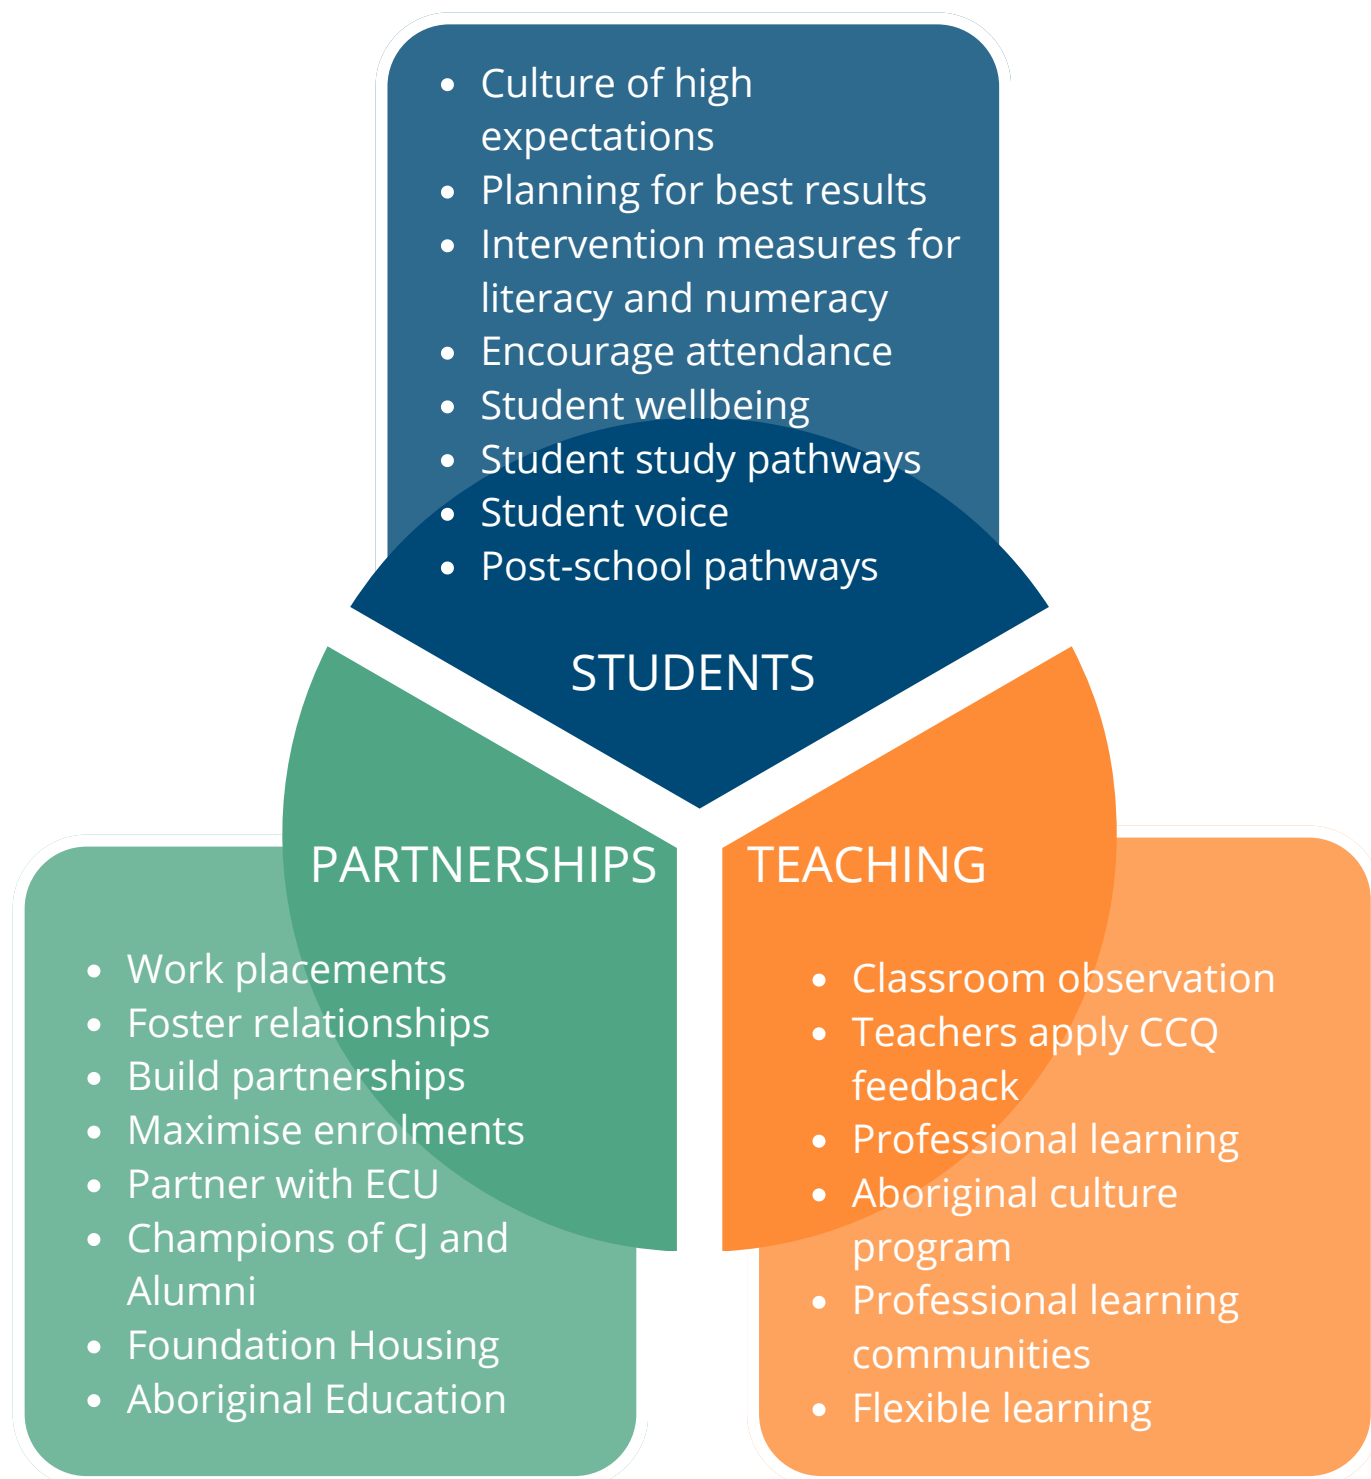 • Culture of high
expectations
• Planning for best results
• Intervention measures for
literacy and numeracy
• Encourage attendance
• Student wellbeing
• Student study pathways
• Student voice
• Post-school pathways
STUDENTS
PARTNERSHIPS
• Work placements
• Foster relationships
• Build partnerships
• Maximise enrolments
• Partner with ECU
• Champions of CJ and
Alumni
• Foundation Housing
• Aboriginal Education
TEACHING
• Classroom observation
• Teachers apply CCQ
feedback
• Professional learning
• Aboriginal culture
program
• Professional learning
communities
• Flexible learning